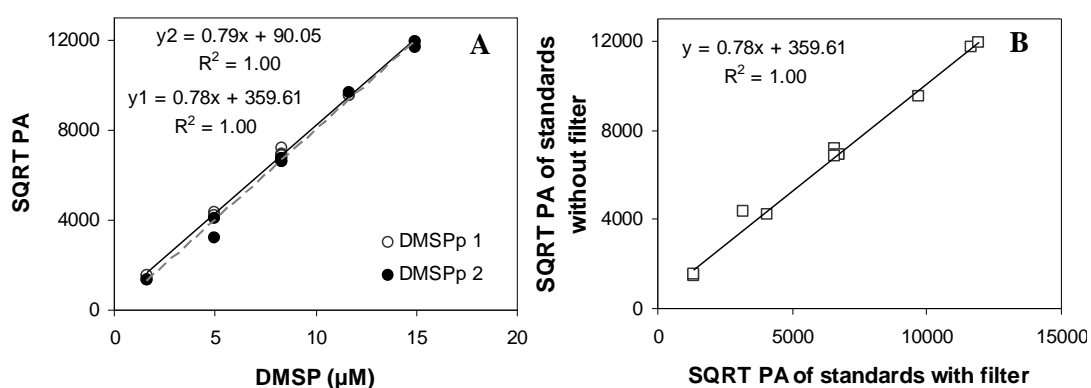 A
y2 = 0.79x + 90.05
R² = 1.00
y1 = 0.78x + 359.61
R² = 1.00
SQRT PA
12000
8000
4000
0
0 5 10 15 20
DMSP (µM)
DMSPp 1
DMSPp 2
B
y = 0.78x + 359.61
R² = 1.00
SQRT PA of standards
without filter
12000
8000
4000
0
0 5000 10000 15000
SQRT PA of standards with filter